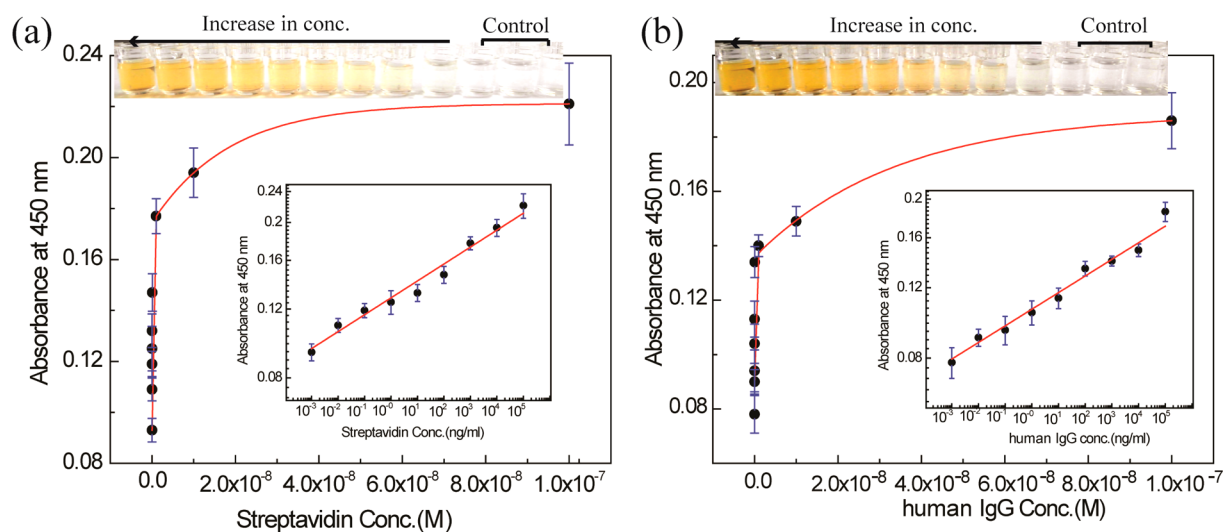 (a)
Increase in conc.
Control
0.24
0.20
0.16
0.12
0.08
Absorbance at 450 nm
0.0
2.0x10⁻⁸
4.0x10⁻⁸
6.0x10⁻⁸
8.0x10⁻⁸
1.0x10⁻⁷
Streptavidin Conc.(M)
0.24
0.2
0.16
0.12
0.08
Absorbance at 450 nm
10⁻³ 10⁻² 10⁻¹ 10⁰ 10¹ 10² 10³ 10⁴ 10⁵
Streptavidin Conc.(ng/ml)
(b)
Increase in conc.
Control
0.20
0.16
0.12
0.08
Absorbance at 450 nm
0.0
2.0x10⁻⁸
4.0x10⁻⁸
6.0x10⁻⁸
8.0x10⁻⁸
1.0x10⁻⁷
human IgG Conc.(M)
0.2
0.16
0.12
0.08
Absorbance at 450 nm
10⁻³ 10⁻² 10⁻¹ 10⁰ 10¹ 10² 10³ 10⁴ 10⁵
human IgG conc.(ng/ml)